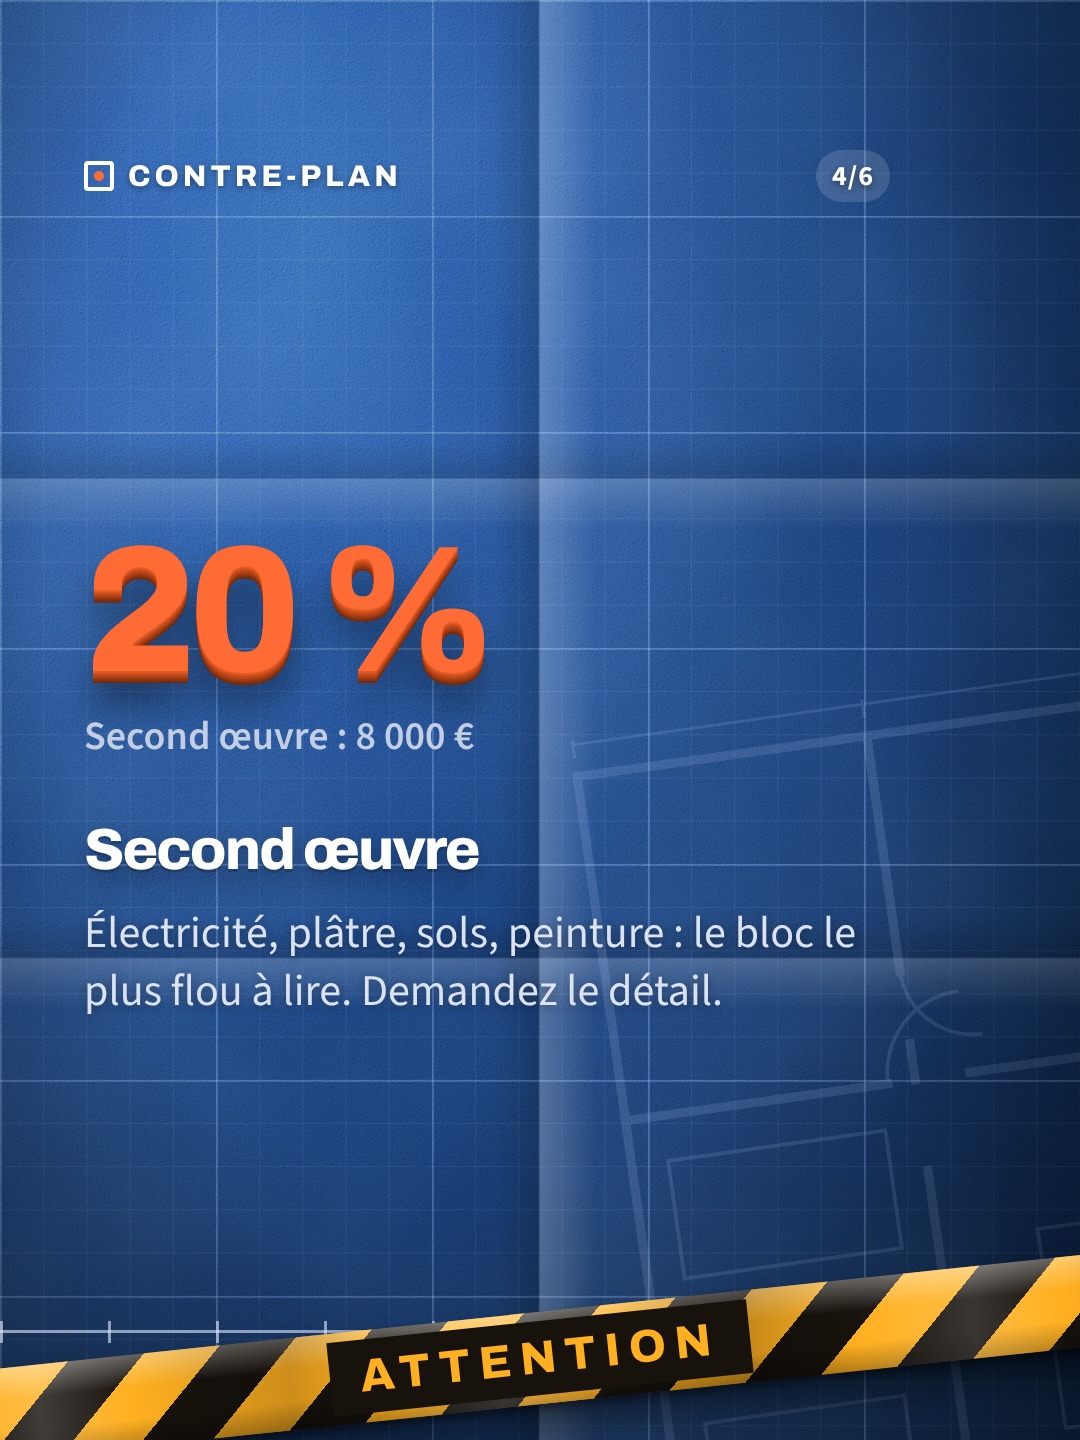 CONTRE-PLAN
4/6
20 %
Second œuvre : 8 000 €
Second œuvre
Électricité, plâtre, sols, peinture : le bloc le
plus flou à lire. Demandez le détail.
ATTENTION